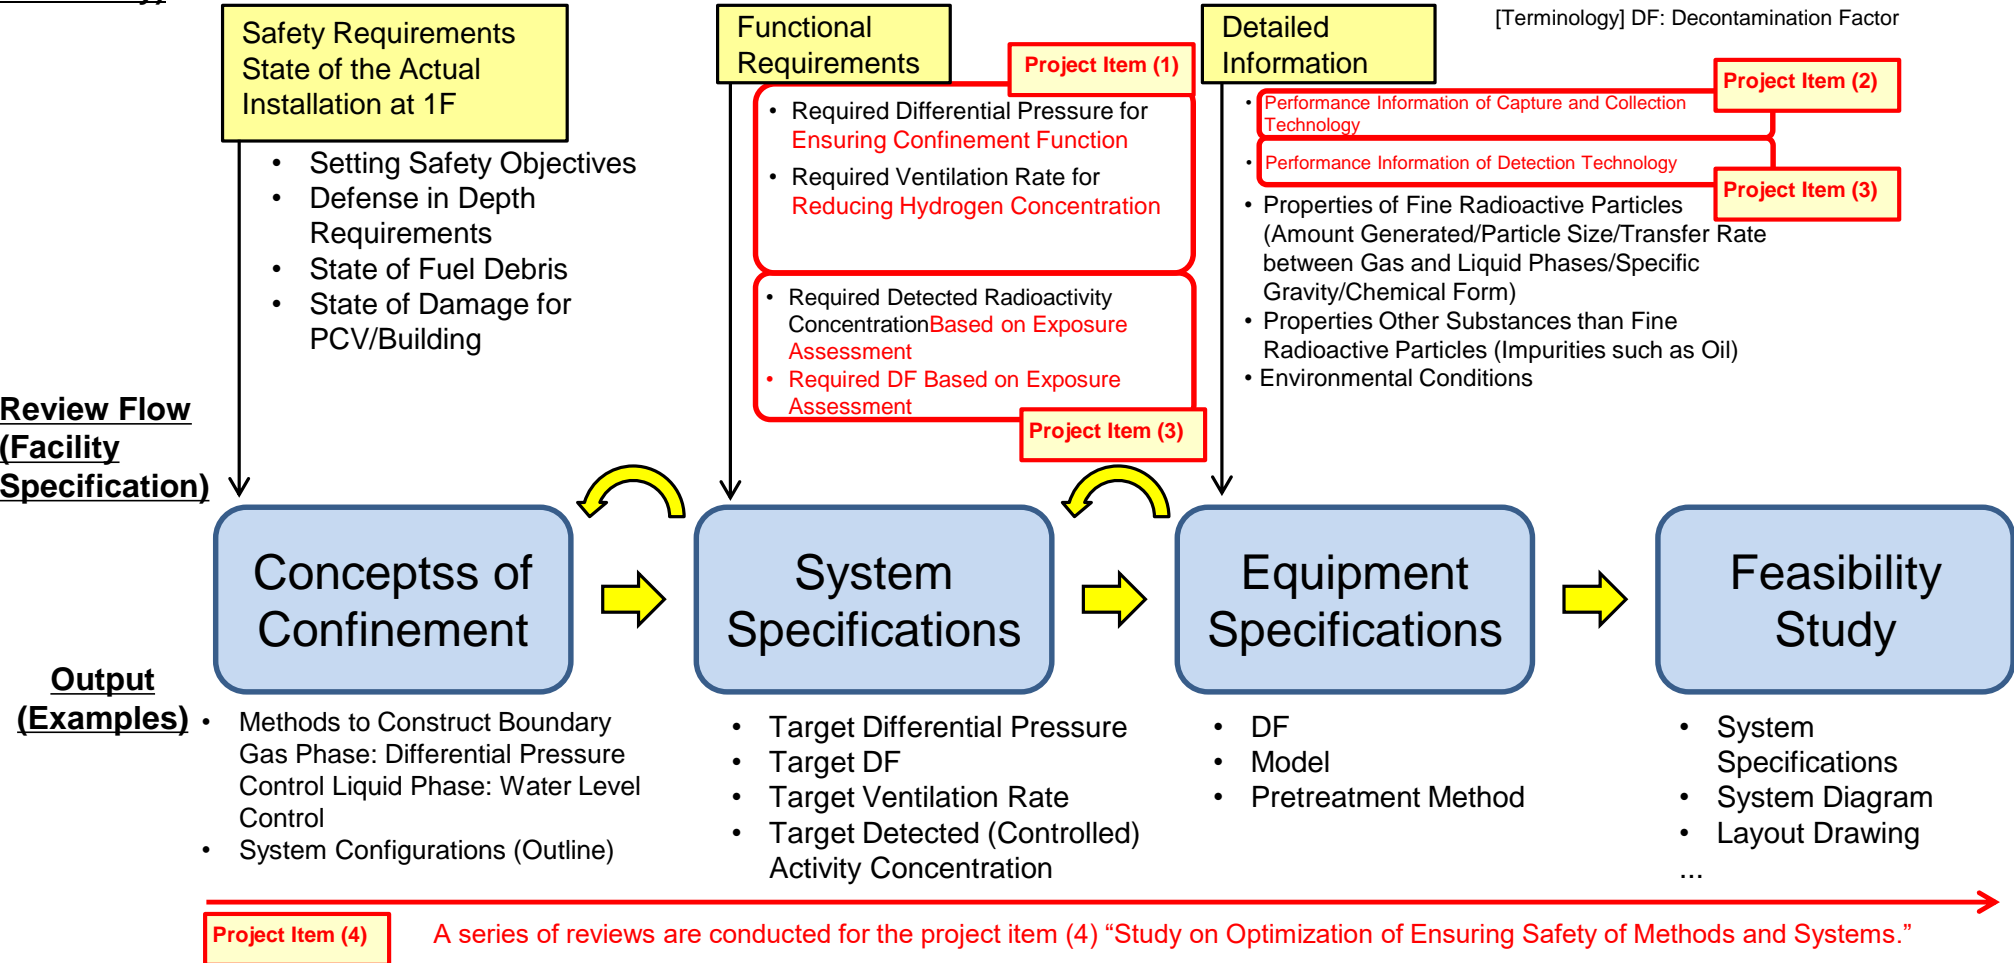 [Terminology] DF: Decontamination Factor
Safety Requirements
State of the Actual
Installation at 1F
• Setting Safety Objectives
• Defense in Depth
Requirements
• State of Fuel Debris
• State of Damage for
PCV/Building
Functional
Requirements
Project Item (1)
• Required Differential Pressure for
Ensuring Confinement Function
• Required Ventilation Rate for
Reducing Hydrogen Concentration
• Required Detected Radioactivity
ConcentrationBased on Exposure
Assessment
• Required DF Based on Exposure
Assessment
Project Item (3)
Detailed
Information
Project Item (2)
• Performance Information of Capture and Collection
Technology
• Performance Information of Detection Technology
Project Item (3)
• Properties of Fine Radioactive Particles
(Amount Generated/Particle Size/Transfer Rate
between Gas and Liquid Phases/Specific
Gravity/Chemical Form)
• Properties Other Substances than Fine
Radioactive Particles (Impurities such as Oil)
• Environmental Conditions
Review Flow
(Facility
Specification)
Conceptss of
Confinement
System
Specifications
Equipment
Specifications
Feasibility
Study
Output
(Examples)
• Methods to Construct Boundary
Gas Phase: Differential Pressure
Control Liquid Phase: Water Level
Control
• System Configurations (Outline)
• Target Differential Pressure
• Target DF
• Target Ventilation Rate
• Target Detected (Controlled)
Activity Concentration
• DF
• Model
• Pretreatment Method
• System
Specifications
• System Diagram
• Layout Drawing
...
Project Item (4)
A series of reviews are conducted for the project item (4) “Study on Optimization of Ensuring Safety of Methods and Systems.”